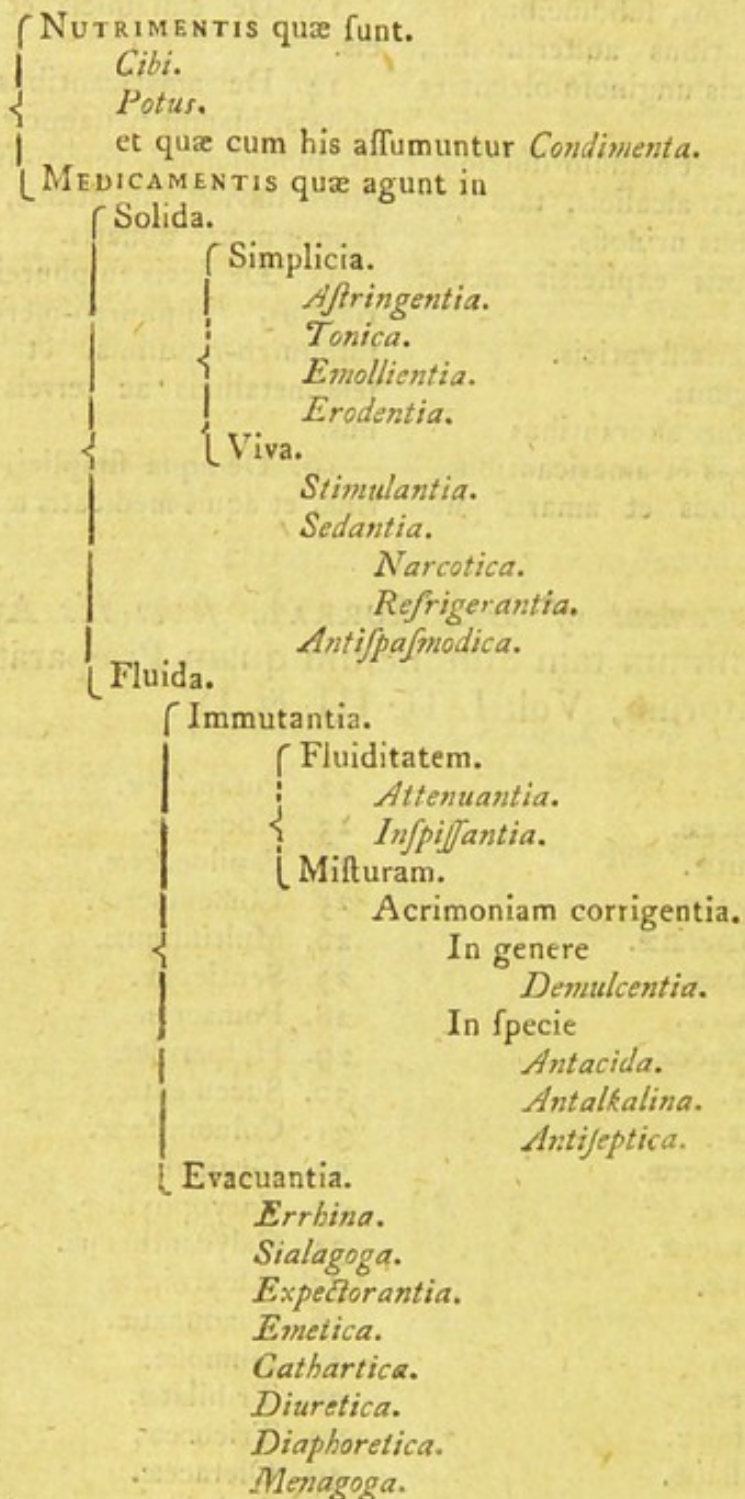 NUTRIMENTIS quæ ſunt.
Cibi.
Potus.
et quæ cum his aſſumuntur Condimenta.
MEDICAMENTIS quæ agunt in
Solida.
Simplicia.
Aſtringentia.
Tonica.
Emollientia.
Erodentia.
Viva.
Stimulantia.
Sedantia.
Narcotica.
Refrigerantia.
Antiſpaſmodica.
Fluida.
Immutantia.
Fluiditatem.
Attenuantia.
Inſpiſſantia.
Miſturam.
Acrimoniam corrigentia.
In genere
Demulcentia.
In ſpecie
Antacida.
Antalkalina.
Antiſeptica.
Evacuantia.
Errhina.
Sialagoga.
Expectorantia.
Emetica.
Cathartica.
Diuretica.
Diaphoretica.
Menagoga.